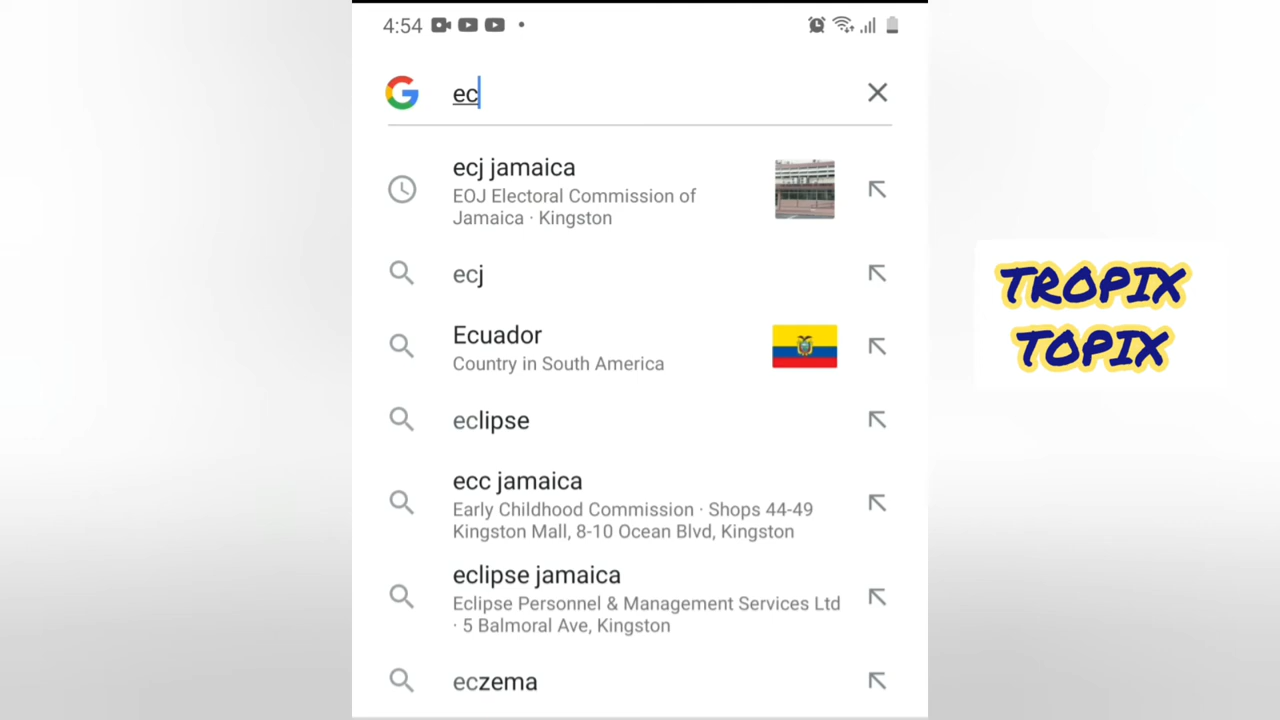 4:54
ec
ecj jamaica
EOJ Electoral Commission of
Jamaica · Kingston
ecj
Ecuador
Country in South America
eclipse
ecc jamaica
Early Childhood Commission · Shops 44-49
Kingston Mall, 8-10 Ocean Blvd, Kingston
eclipse jamaica
Eclipse Personnel & Management Services Ltd
· 5 Balmoral Ave, Kingston
eczema
TROPIX
TOPIX